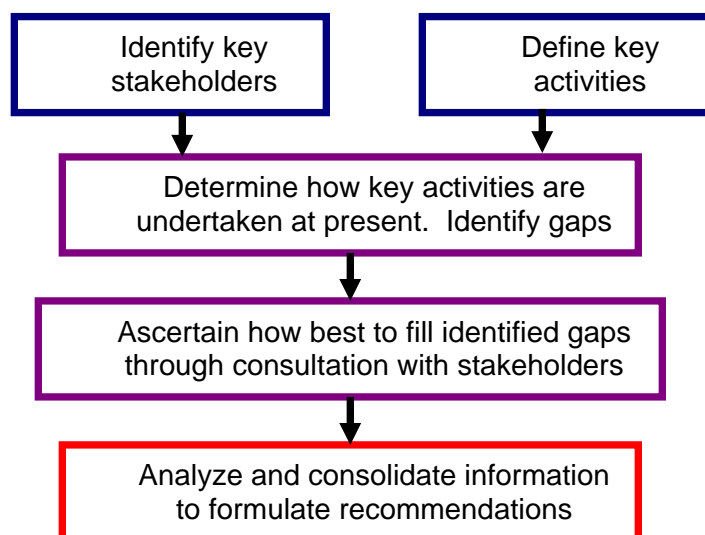 Identify key
stakeholders
Define key
activities
Determine how key activities are
undertaken at present.  Identify gaps
Ascertain how best to fill identified gaps
through consultation with stakeholders
Analyze and consolidate information
to formulate recommendations